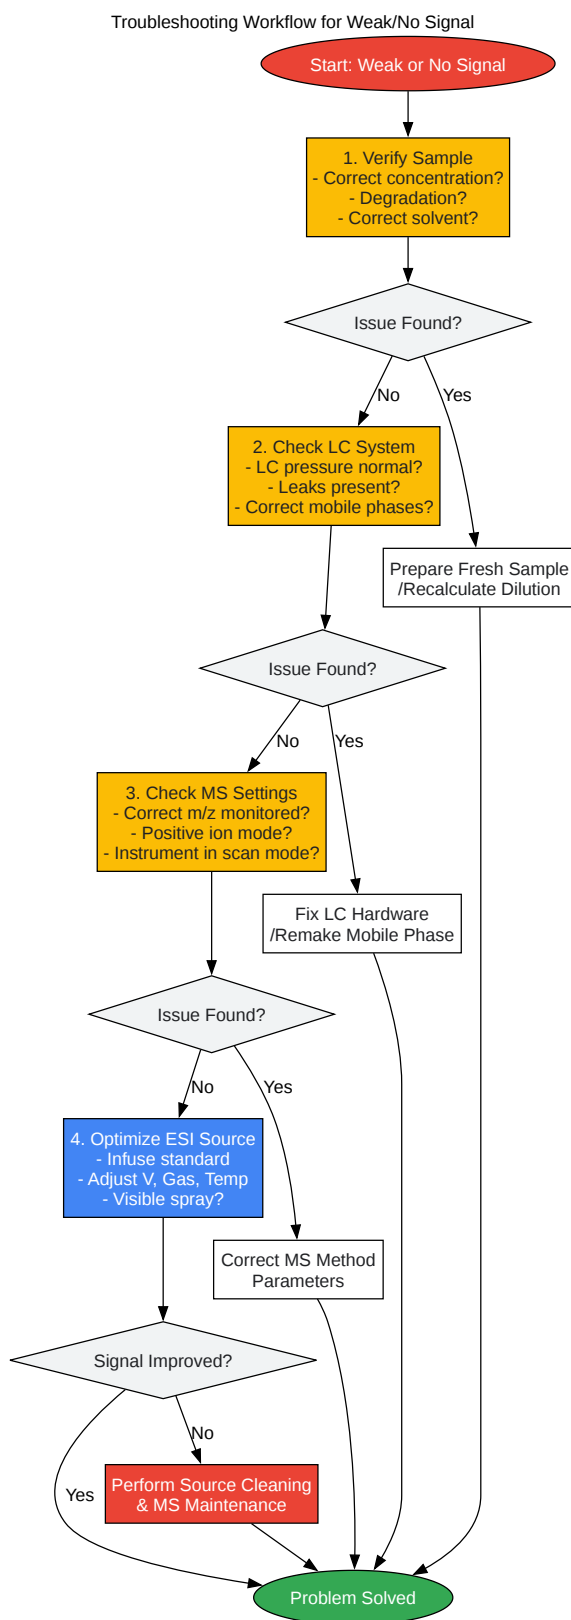 Troubleshooting Workflow for Weak/No Signal
Start: Weak or No Signal
1. Verify Sample
- Correct concentration?
- Degradation?
- Correct solvent?
Issue Found?
No
Yes
2. Check LC System
- LC pressure normal?
- Leaks present?
- Correct mobile phases?
Prepare Fresh Sample
/Recalculate Dilution
Issue Found?
No
Yes
3. Check MS Settings
- Correct m/z monitored?
- Positive ion mode?
- Instrument in scan mode?
Fix LC Hardware
/Remake Mobile Phase
Issue Found?
No
Yes
4. Optimize ESI Source
- Infuse standard
- Adjust V, Gas, Temp
- Visible spray?
Correct MS Method
Parameters
Signal Improved?
No
Yes
Perform Source Cleaning
& MS Maintenance
Problem Solved